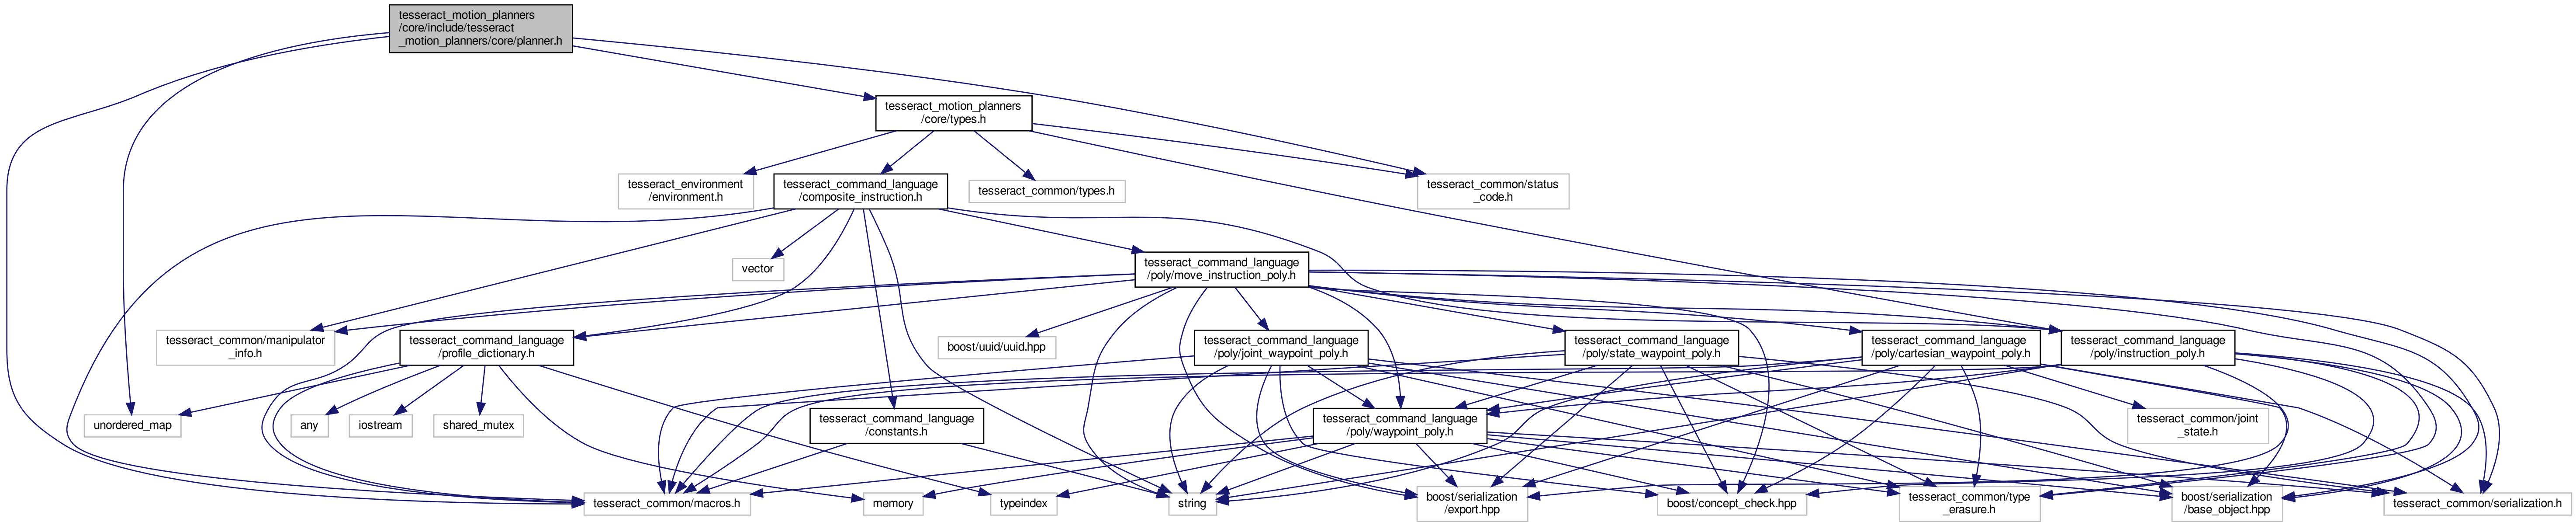 tesseract_motion_planners
/core/include/tesseract
_motion_planners/core/planner.h
tesseract_motion_planners
/core/types.h
tesseract_environment
/environment.h
tesseract_command_language
/composite_instruction.h
tesseract_common/types.h
tesseract_common/status
_code.h
vector
tesseract_command_language
/poly/move_instruction_poly.h
tesseract_common/manipulator
_info.h
tesseract_command_language
/profile_dictionary.h
boost/uuid/uuid.hpp
tesseract_command_language
/poly/joint_waypoint_poly.h
tesseract_command_language
/poly/state_waypoint_poly.h
tesseract_command_language
/poly/cartesian_waypoint_poly.h
tesseract_command_language
/poly/instruction_poly.h
unordered_map
any
iostream
shared_mutex
tesseract_command_language
/constants.h
tesseract_command_language
/poly/waypoint_poly.h
tesseract_common/joint
_state.h
tesseract_common/macros.h
memory
typeindex
string
boost/serialization
/export.hpp
boost/concept_check.hpp
tesseract_common/type
_erasure.h
boost/serialization
/base_object.hpp
tesseract_common/serialization.h